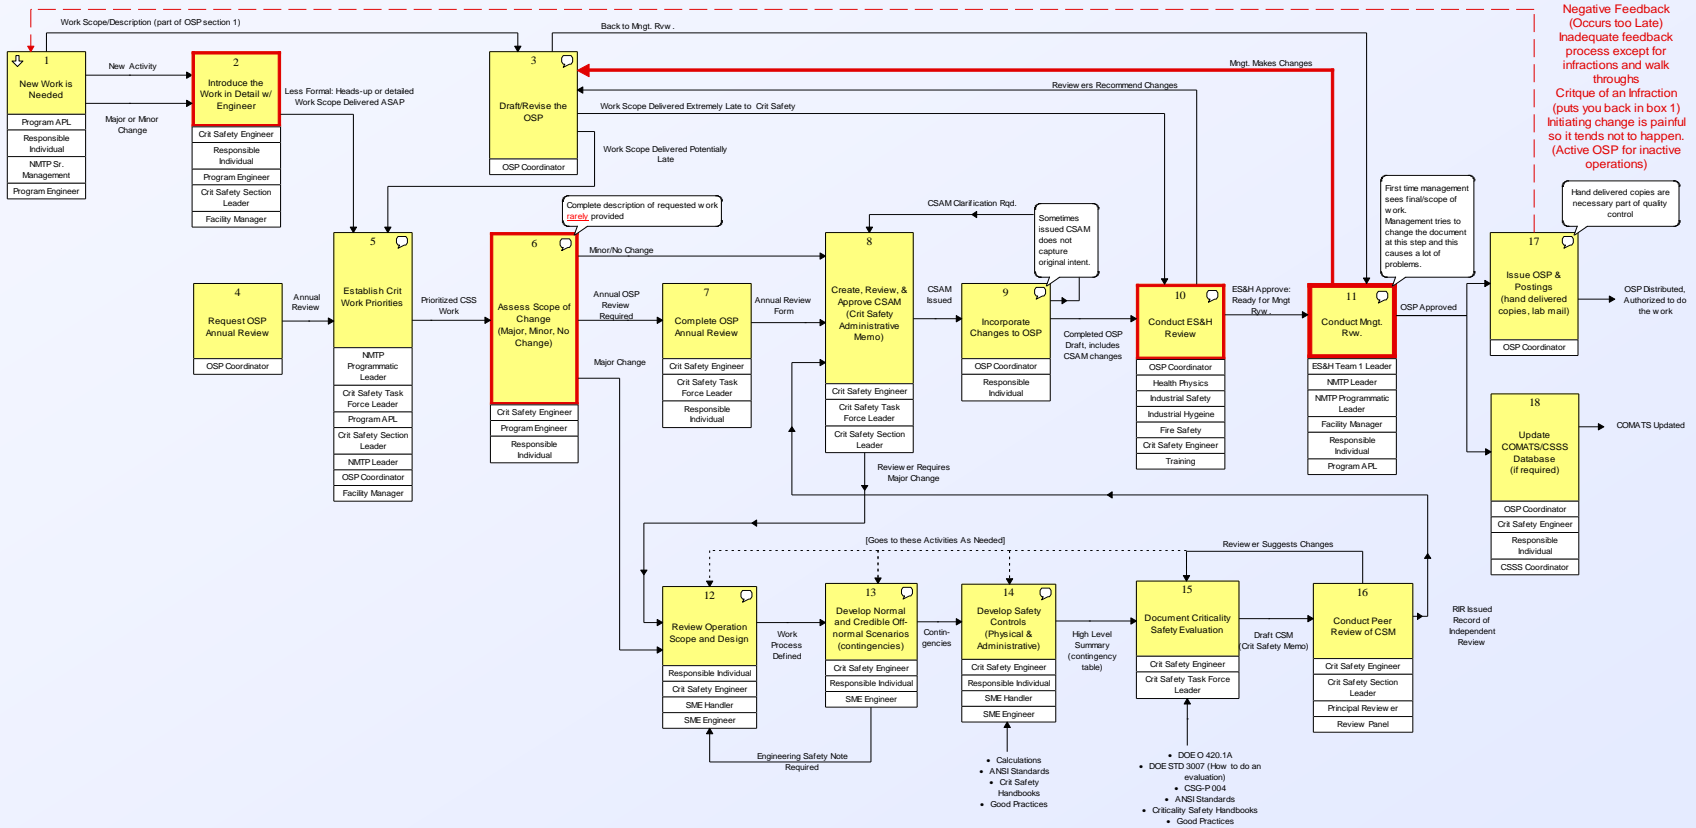 Work Scope/Description (part of OSP section 1)
Back to Mngt. Rvw.
Negative Feedback
(Occurs too Late)
Inadequate feedback
process except for
infractions and walk
throughs
Critque of an Infraction
(puts you back in box 1)
Initiating change is painful
so it tends not to happen.
(Active OSP for inactive
operations)
1
New Work is
Needed
Program APL
Responsible
Individual
NMTP Sr.
Management
Program Engineer
New Activity
Major or Minor
Change
2
Introduce the
Work in Detail w/
Engineer
Crit Safety Engineer
Responsible
Individual
Program Engineer
Crit Safety Section
Leader
Facility Manager
Less Formal: Heads-up or detailed
Work Scope Delivered ASAP
3
Draft/Revise the
OSP
OSP Coordinator
Mngt. Makes Changes
Reviewers Recommend Changes
Work Scope Delivered Extremely Late to Crit Safety
Work Scope Delivered Potentially
Late
4
Request OSP
Annual Review
OSP Coordinator
Annual
Review
5
Establish Crit
Work Priorities
NMTP
Programmatic
Leader
Crit Safety Task
Force Leader
Program APL
Crit Safety Section
Leader
NMTP Leader
OSP Coordinator
Facility Manager
Prioritized CSS
Work
Complete description of requested work
rarely provided
6
Assess Scope of
Change
(Major, Minor, No
Change)
Crit Safety Engineer
Program Engineer
Responsible
Individual
Minor/No Change
Annual OSP
Review
Required
Major Change
7
Complete OSP
Annual Review
Crit Safety Engineer
Crit Safety Task
Force Leader
Responsible
Individual
Annual Review
Form
CSAM Clarification Rqd.
8
Create, Review, &
Approve CSAM
(Crit Safety
Administrative
Memo)
Crit Safety Engineer
Crit Safety Task
Force Leader
Crit Safety Section
Leader
CSAM
Issued
Reviewer Requires
Major Change
Sometimes
issued CSAM
does not
capture
original intent.
9
Incorporate
Changes to OSP
OSP Coordinator
Responsible
Individual
Completed OSP
Draft, includes
CSAM changes
10
Conduct ES&H
Review
OSP Coordinator
Health Physics
Industrial Safety
Industrial Hygeine
Fire Safety
Crit Safety Engineer
Training
ES&H Approve:
Ready for Mngt
Rvw.
First time management
sees final/scope of
work.
Management tries to
change the document
at this step and this
causes a lot of
problems.
11
Conduct Mngt.
Rvw.
ES&H Team 1 Leader
NMTP Leader
NMTP Programmatic
Leader
Facility Manager
Responsible
Individual
Program APL
OSP Approved
Hand delivered copies are
necessary part of quality
control
17
Issue OSP &
Postings
(hand delivered
copies, lab mail)
OSP Coordinator
OSP Distributed,
Authorized to do
the work
18
Update
COMATS/CSSS
Database
(if required)
OSP Coordinator
Crit Safety Engineer
Responsible
Individual
CSSS Coordinator
COMATS Updated
[Goes to these Activities As Needed]
Reviewer Suggests Changes
12
Review Operation
Scope and Design
Responsible Individual
Crit Safety Engineer
SME Handler
SME Engineer
Work
Process
Defined
13
Develop Normal
and Credible Off-
normal Scenarios
(contingencies)
Crit Safety Engineer
Responsible Individual
SME Engineer
Contin-
gencies
Engineering Safety Note
Required
14
Develop Safety
Controls
(Physical &
Administrative)
Crit Safety Engineer
Responsible Individual
SME Handler
SME Engineer
• Calculations
• ANSI Standards
• Crit Safety
Handbooks
• Good Practices
High Level
Summary
(contingency
table)
15
Document Criticality
Safety Evaluation
Crit Safety Engineer
Crit Safety Task Force
Leader
• DOE O 420.1A
• DOE STD 3007 (How to do an
evaluation)
• CSG-P 004
• ANSI Standards
• Criticality Safety Handbooks
• Good Practices
Draft CSM
(Crit Safety Memo)
16
Conduct Peer
Review of CSM
Crit Safety Engineer
Crit Safety Section
Leader
Principal Reviewer
Review Panel
RIR Issued
Record of
Independent
Review